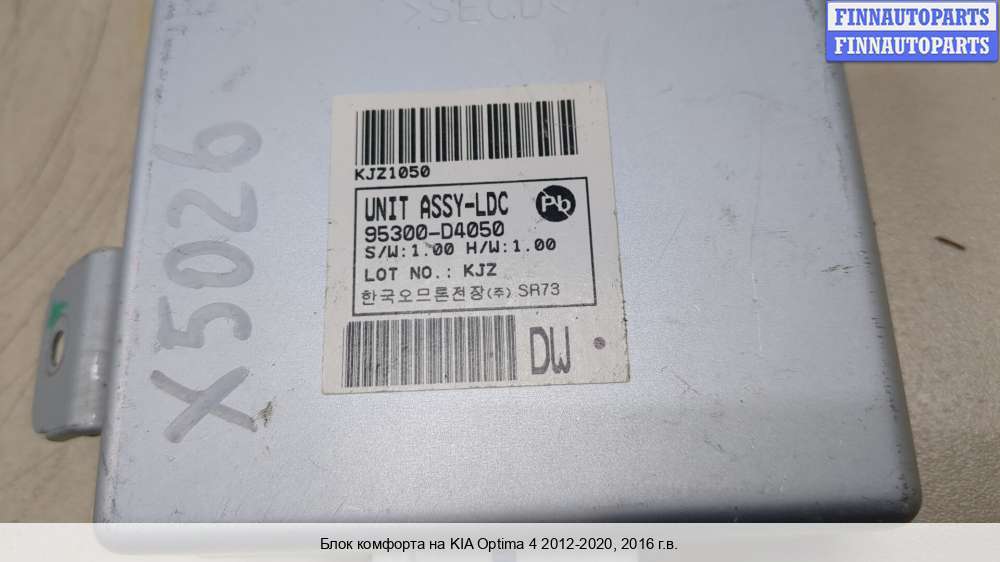 >SECD<
FINNAUTOPARTS
FINNAUTOPARTS
X5026
KJZ1050
UNIT ASSY-LDC
Pb
95300-D4050
S/W:1.00 H/W:1.00
LOT NO.: KJZ
한국오므론전장(주) SR73
DW
Блок комфорта на KIA Optima 4 2012-2020, 2016 г.в.